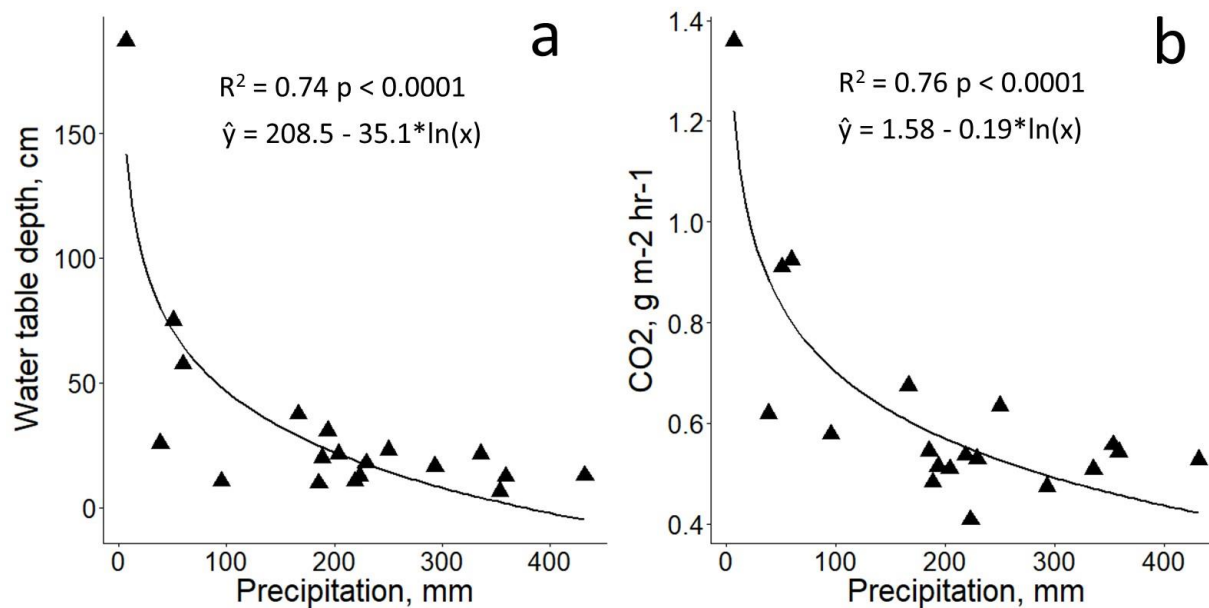 a
R² = 0.74 p < 0.0001
ŷ = 208.5 - 35.1*ln(x)
Water table depth, cm
150
100
50
0
0 100 200 300 400
Precipitation, mm
b
R² = 0.76 p < 0.0001
ŷ = 1.58 - 0.19*ln(x)
CO2, g m-2 hr-1
1.4
1.2
1.0
0.8
0.6
0.4
0 100 200 300 400
Precipitation, mm